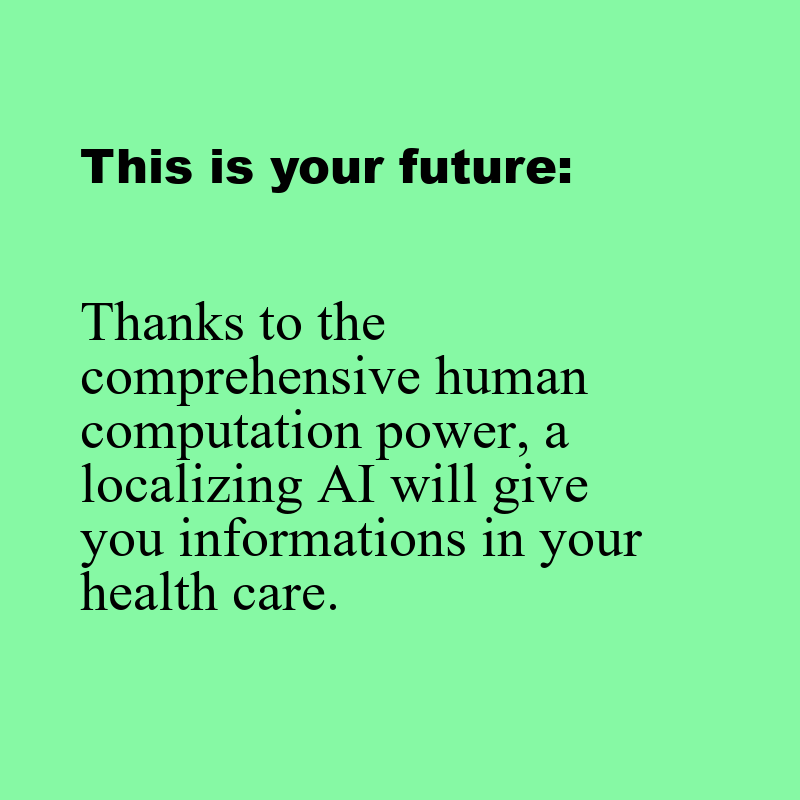 This is your future:
Thanks to the
comprehensive human
computation power, a
localizing AI will give
you informations in your
health care.